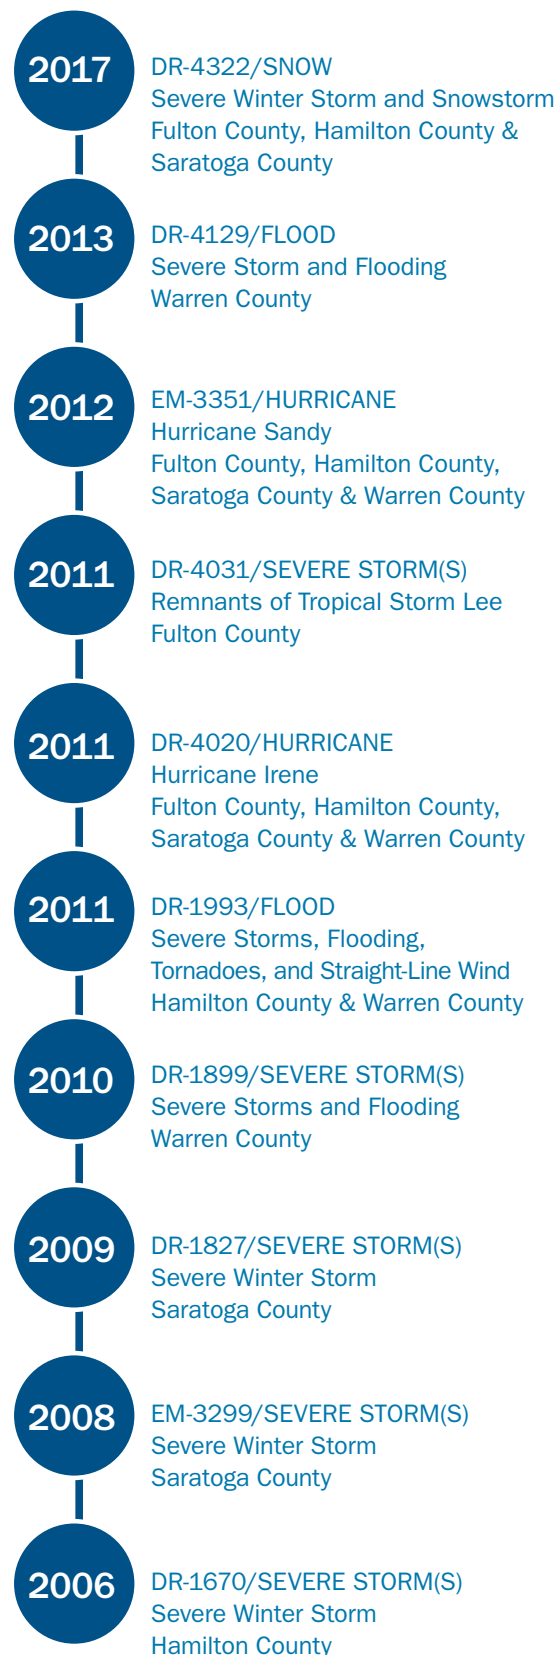 2017
DR-4322/SNOW
Severe Winter Storm and Snowstorm
Fulton County, Hamilton County &
Saratoga County
2013
DR-4129/FLOOD
Severe Storm and Flooding
Warren County
2012
EM-3351/HURRICANE
Hurricane Sandy
Fulton County, Hamilton County,
Saratoga County & Warren County
2011
DR-4031/SEVERE STORM(S)
Remnants of Tropical Storm Lee
Fulton County
2011
DR-4020/HURRICANE
Hurricane Irene
Fulton County, Hamilton County,
Saratoga County & Warren County
2011
DR-1993/FLOOD
Severe Storms, Flooding,
Tornadoes, and Straight-Line Wind
Hamilton County & Warren County
2010
DR-1899/SEVERE STORM(S)
Severe Storms and Flooding
Warren County
2009
DR-1827/SEVERE STORM(S)
Severe Winter Storm
Saratoga County
2008
EM-3299/SEVERE STORM(S)
Severe Winter Storm
Saratoga County
2006
DR-1670/SEVERE STORM(S)
Severe Winter Storm
Hamilton County